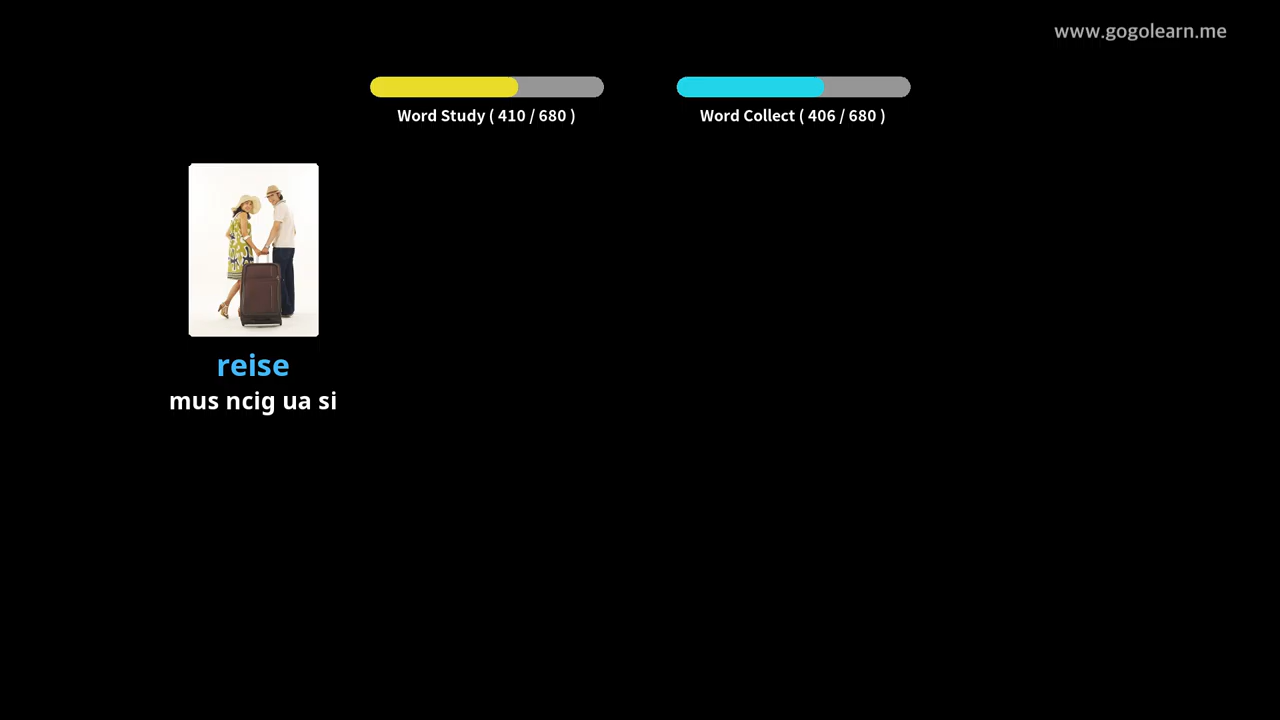 www.gogolearn.me
Word Study ( 410 / 680 )
Word Collect ( 406 / 680 )
reise
mus ncig ua si